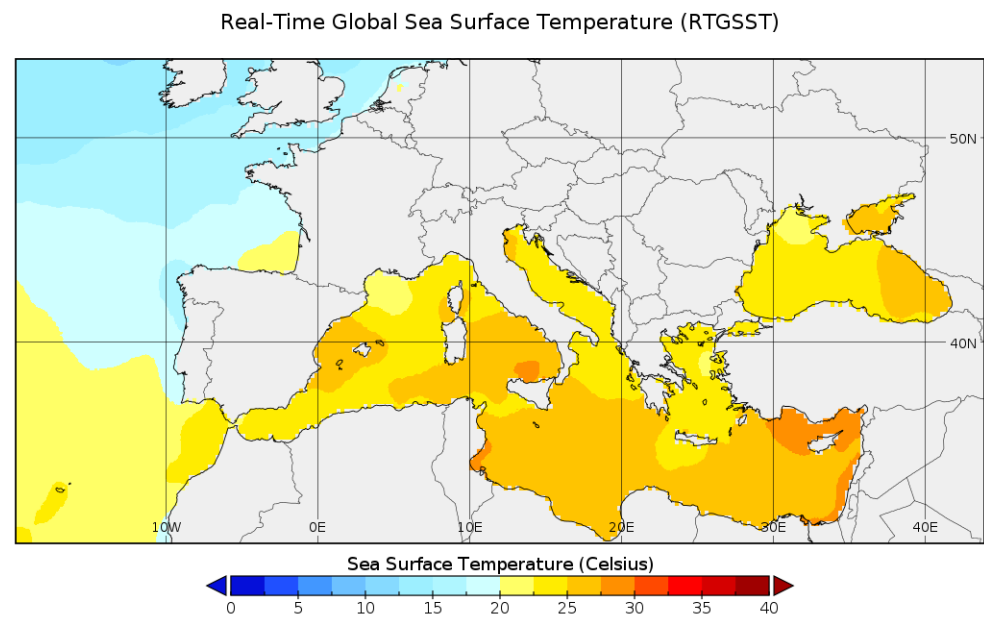 Real-Time Global Sea Surface Temperature (RTGSST)
50N
40N
10W 0E 10E 20E 30E 40E
Sea Surface Temperature (Celsius)
0 5 10 15 20 25 30 35 40